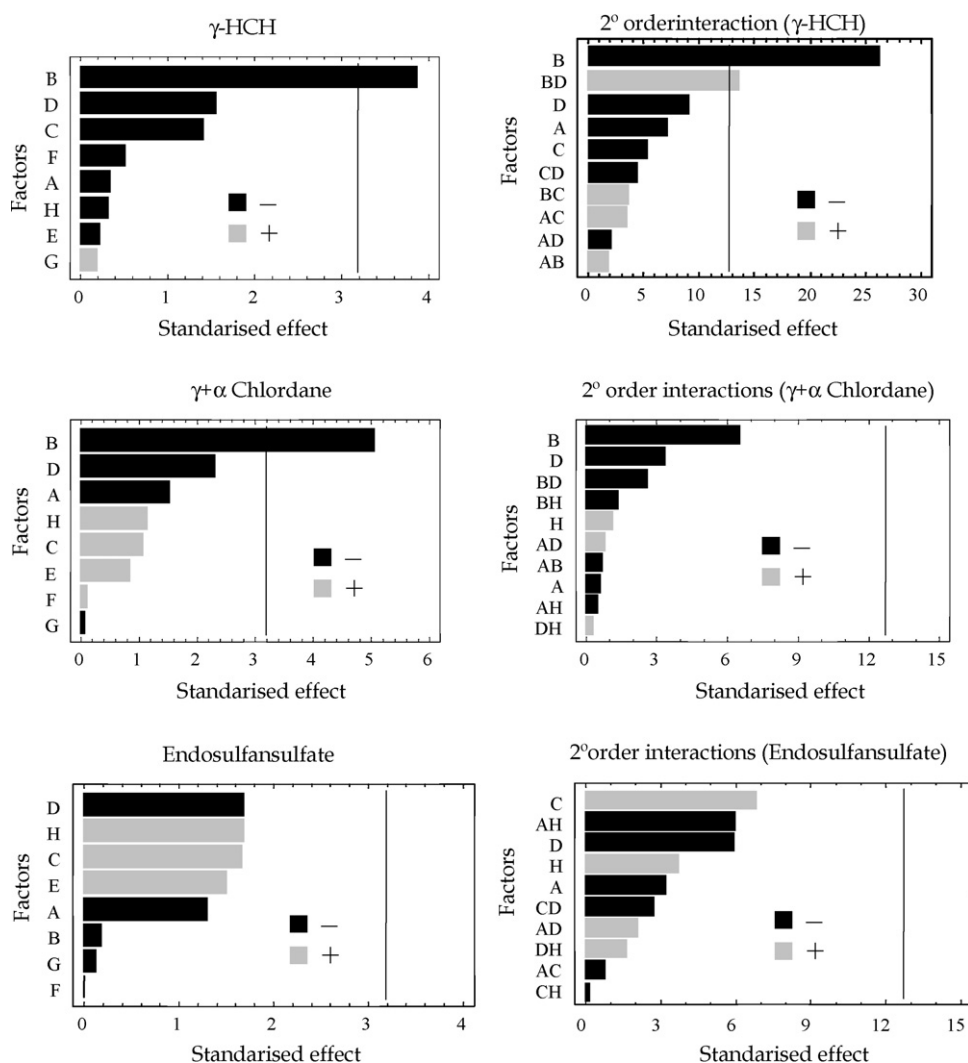 γ-HCH
Factors
B
D
C
F
A
H
E
G
−
+
0 1 2 3 4
Standarised effect
2º orderinteraction (γ-HCH)
Factors
B
BD
D
A
C
CD
BC
AC
AD
AB
−
+
0 5 10 15 20 25 30
Standarised effect
γ+α Chlordane
Factors
B
D
A
H
C
E
F
G
−
+
0 1 2 3 4 5 6
Standarised effect
2º order interactions (γ+α Chlordane)
Factors
B
D
BD
BH
H
AD
AB
A
AH
DH
−
+
0 3 6 9 12 15
Standarised effect
Endosulfansulfate
Factors
D
H
C
E
A
B
G
F
−
+
0 1 2 3 4
Standarised effect
2ºorder interactions (Endosulfansulfate)
Factors
C
AH
D
H
A
CD
AD
DH
AC
CH
−
+
0 3 6 9 12 15
Standarised effect